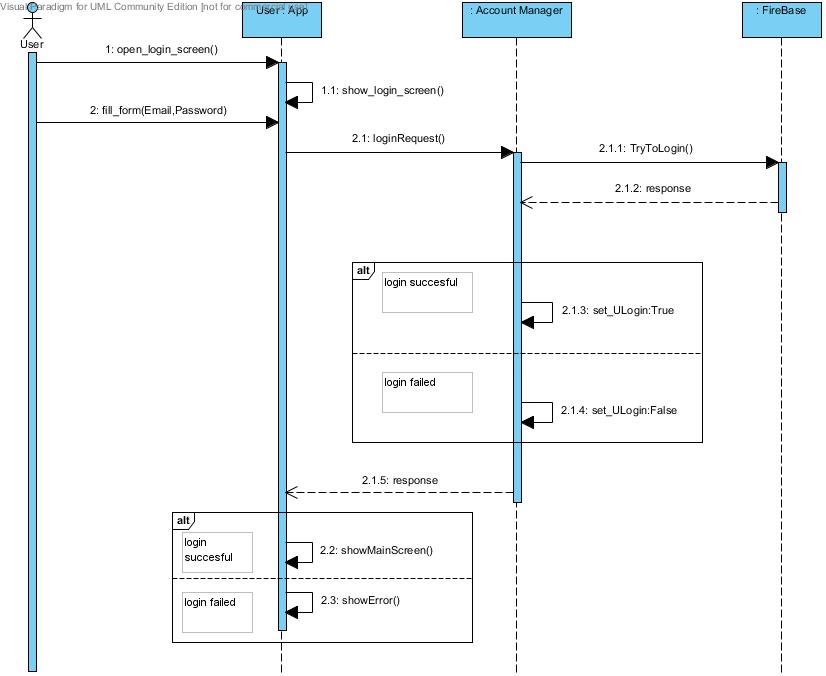 Visual Paradigm for UML Community Edition [not for commercial use]
User
User : App
: Account Manager
: FireBase
1: open_login_screen()
1.1: show_login_screen()
2: fill_form(Email,Password)
2.1: loginRequest()
2.1.1: TryToLogin()
2.1.2: response
alt
login succesful
2.1.3: set_ULogin:True
login failed
2.1.4: set_ULogin:False
2.1.5: response
alt
login
succesful
2.2: showMainScreen()
login failed
2.3: showError()